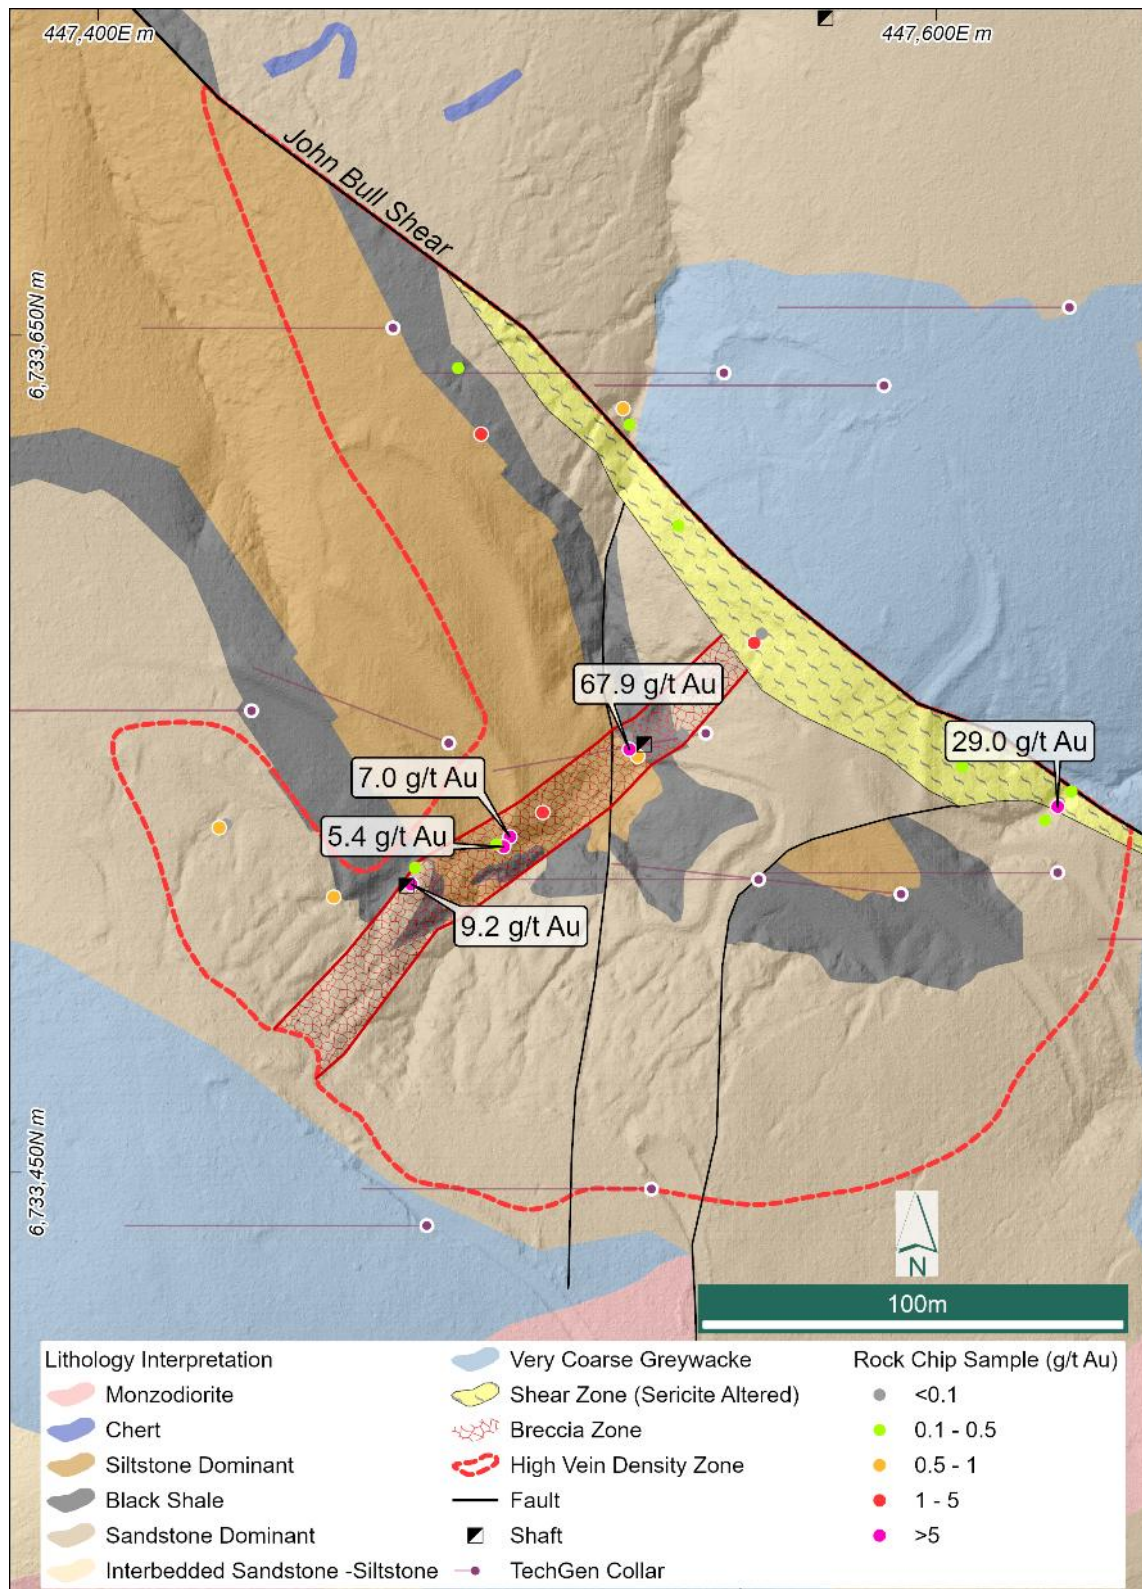 447,400E m
447,600E m
John Bull Shear
6,733,650N m
67.9 g/t Au
29.0 g/t Au
7.0 g/t Au
5.4 g/t Au
9.2 g/t Au
6,733,450N m
N
100m
Lithology Interpretation
Monzodiorite
Chert
Siltstone Dominant
Black Shale
Sandstone Dominant
Interbedded Sandstone -Siltstone
Very Coarse Greywacke
Shear Zone (Sericite Altered)
Breccia Zone
High Vein Density Zone
Fault
Shaft
TechGen Collar
Rock Chip Sample (g/t Au)
<0.1
0.1 - 0.5
0.5 - 1
1 - 5
>5